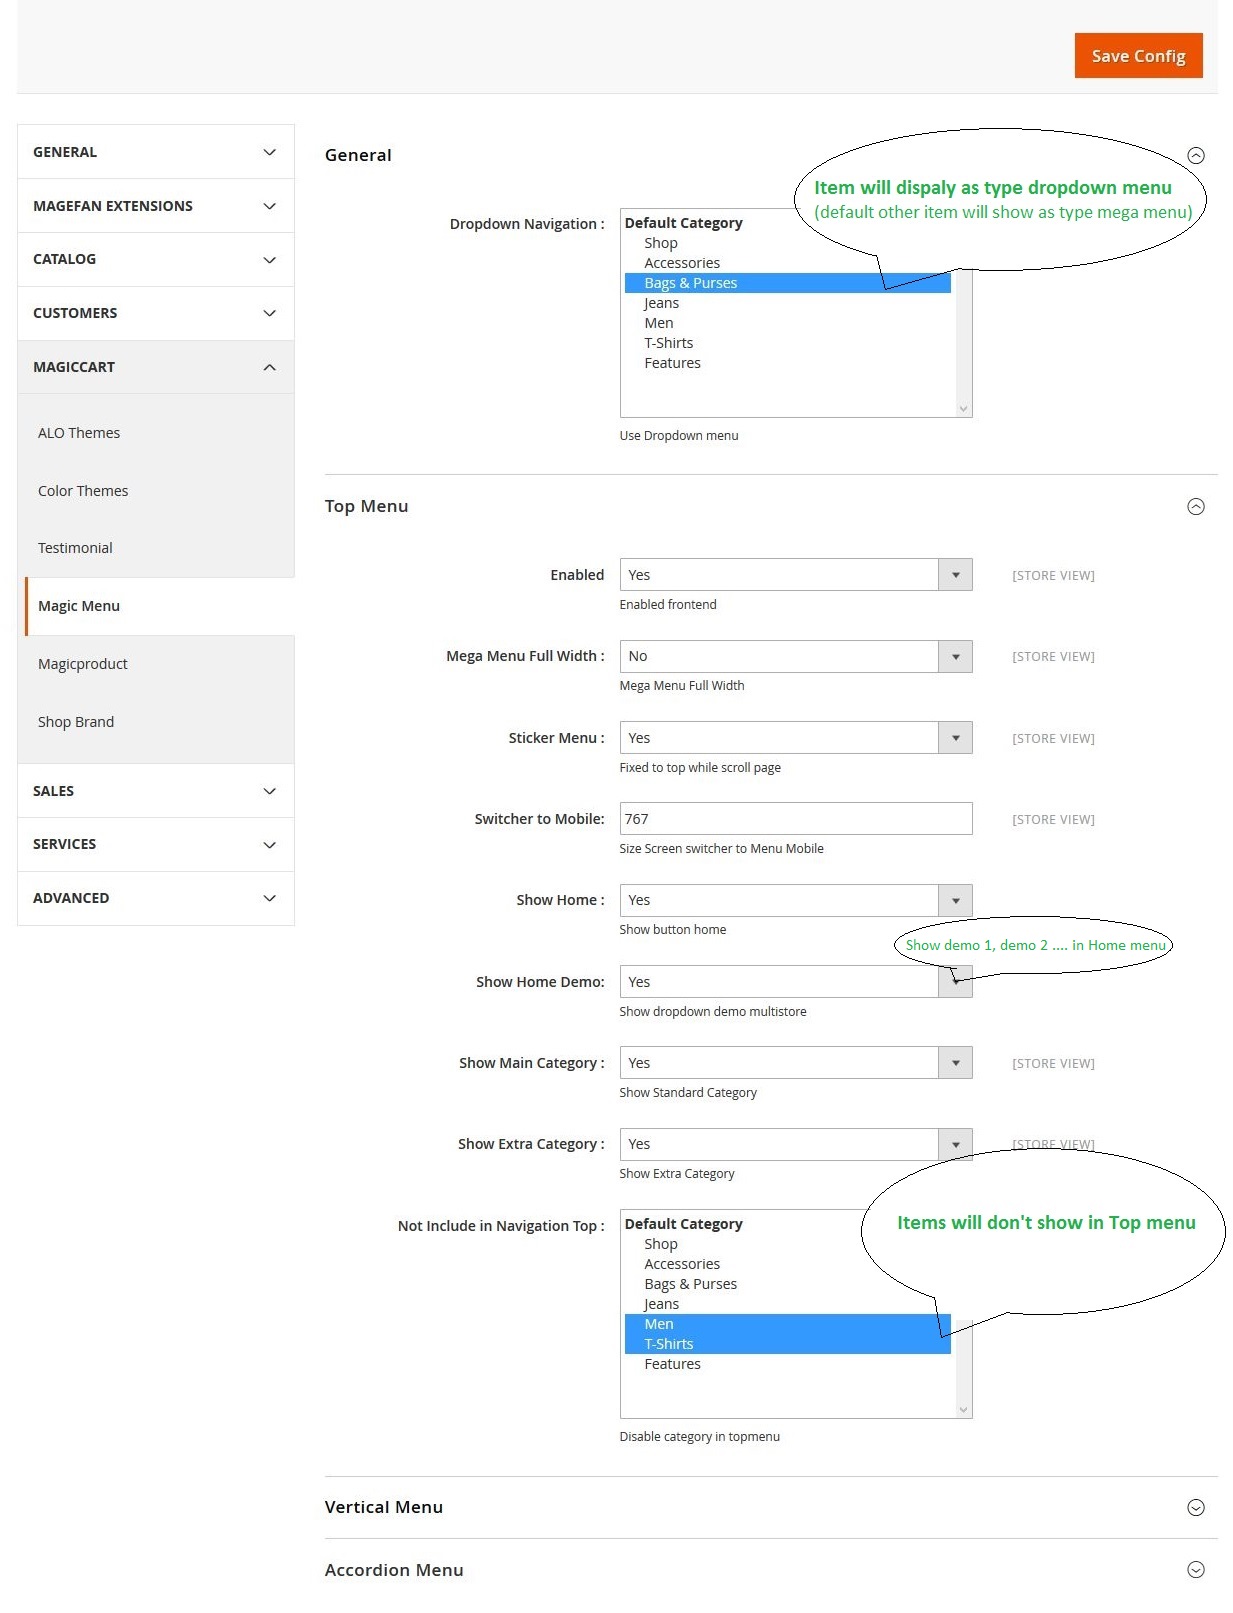 Save Config
GENERAL
MAGEFAN EXTENSIONS
CATALOG
CUSTOMERS
MAGICCART
ALO Themes
Color Themes
Testimonial
Magic Menu
Magicproduct
Shop Brand
SALES
SERVICES
ADVANCED
General
Item will dispaly as type dropdown menu
(default other item will show as type mega menu)
Dropdown Navigation :
Default Category
Shop
Accessories
Bags & Purses
Jeans
Men
T-Shirts
Features
Use Dropdown menu
Top Menu
Enabled Yes [STORE VIEW]
Enabled frontend
Mega Menu Full Width : No [STORE VIEW]
Mega Menu Full Width
Sticker Menu : Yes [STORE VIEW]
Fixed to top while scroll page
Switcher to Mobile: 767 [STORE VIEW]
Size Screen switcher to Menu Mobile
Show Home : Yes
Show button home
Show demo 1, demo 2 .... in Home menu
Show Home Demo: Yes
Show dropdown demo multistore
Show Main Category : Yes [STORE VIEW]
Show Standard Category
Show Extra Category : Yes [STORE VIEW]
Show Extra Category
Items will don't show in Top menu
Not Include in Navigation Top :
Default Category
Shop
Accessories
Bags & Purses
Jeans
Men
T-Shirts
Features
Disable category in topmenu
Vertical Menu
Accordion Menu